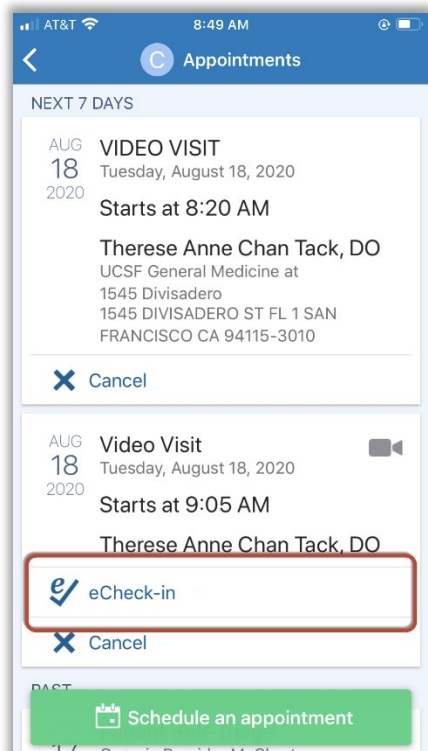 AT&T 8:49 AM
C Appointments
NEXT 7 DAYS
AUG
18
2020
VIDEO VISIT
Tuesday, August 18, 2020
Starts at 8:20 AM
Therese Anne Chan Tack, DO
UCSF General Medicine at
1545 Divisadero
1545 DIVISADERO ST FL 1 SAN
FRANCISCO CA 94115-3010
Cancel
AUG
18
2020
Video Visit
Tuesday, August 18, 2020
Starts at 9:05 AM
Therese Anne Chan Tack, DO
eCheck-in
Cancel
PAST
Schedule an appointment
17